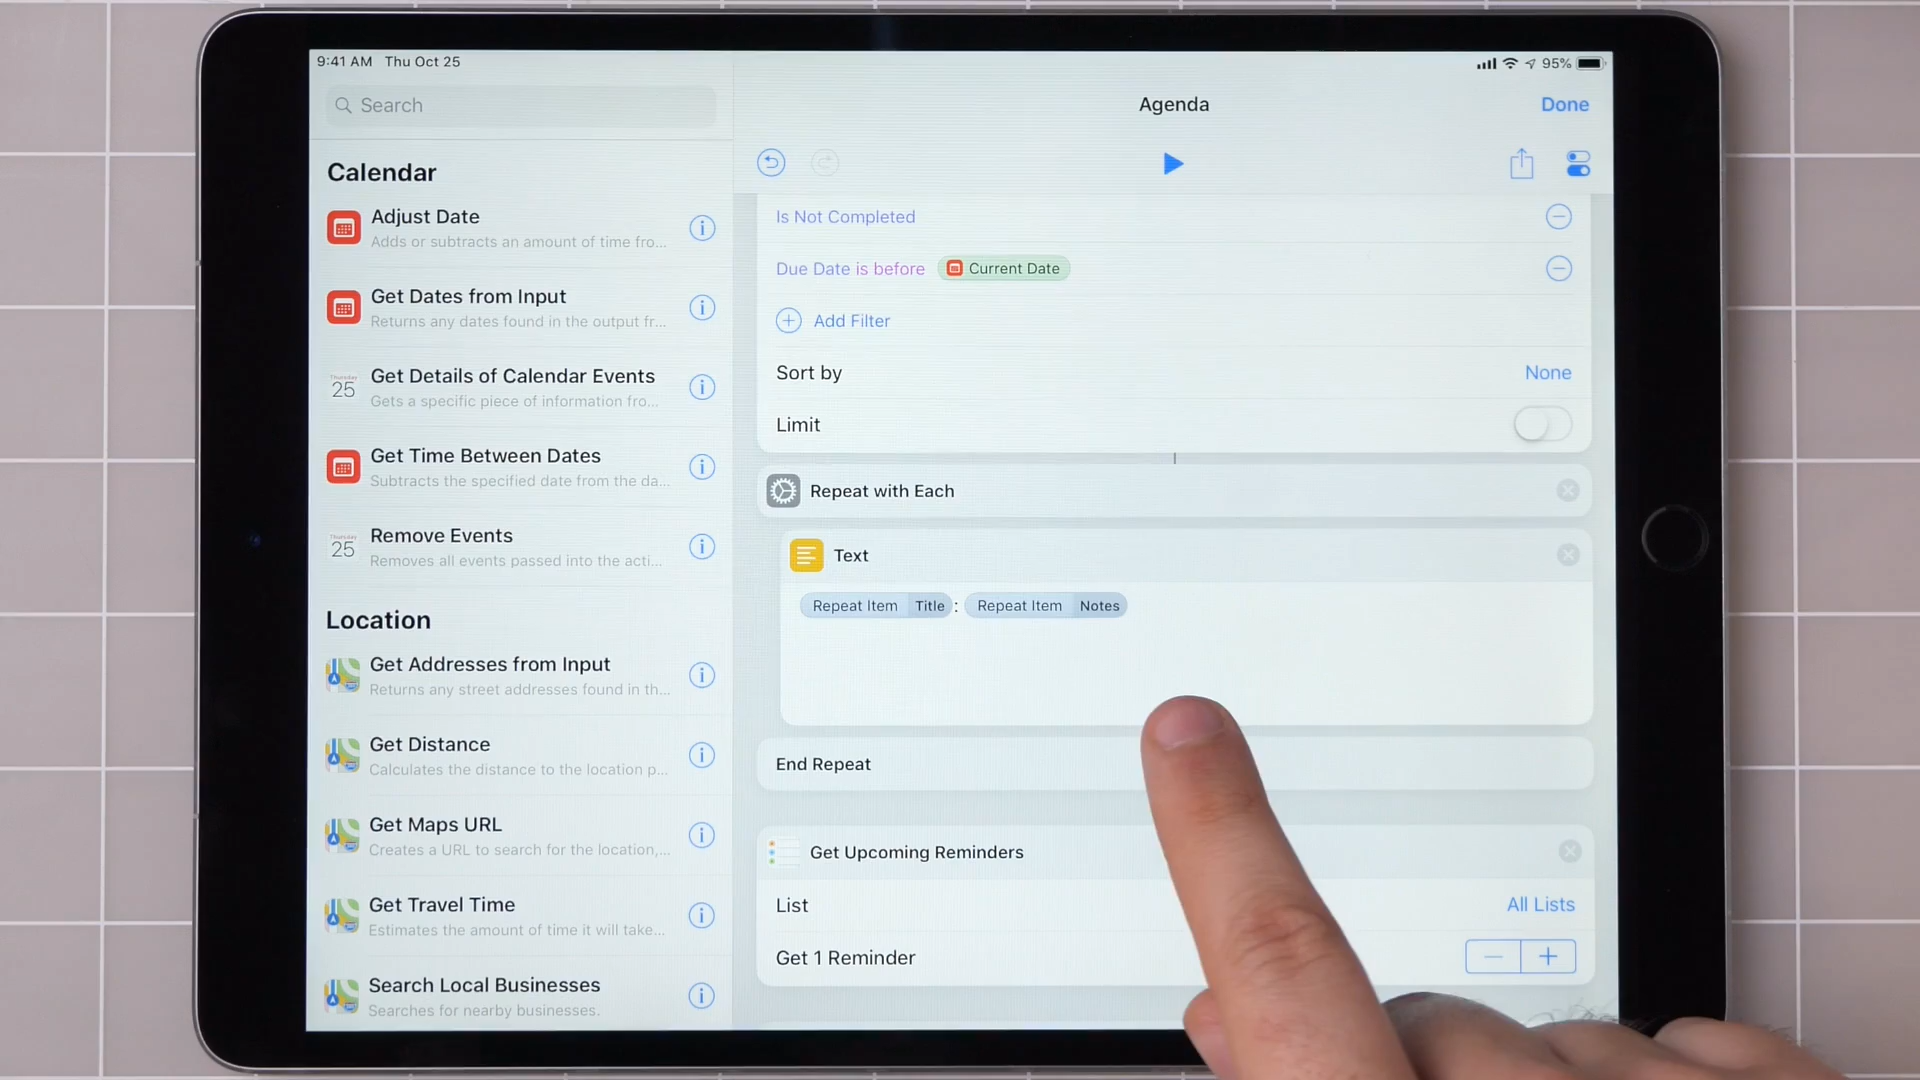 9:41 AM Thu Oct 25
95%
Search
Calendar
Adjust Date
Adds or subtracts an amount of time fro...
Get Dates from Input
Returns any dates found in the output fr...
Thursday
25
Get Details of Calendar Events
Gets a specific piece of information fro...
Get Time Between Dates
Subtracts the specified date from the da...
Thursday
25
Remove Events
Removes all events passed into the acti...
Location
Get Addresses from Input
Returns any street addresses found in th...
Get Distance
Calculates the distance to the location p...
Get Maps URL
Creates a URL to search for the location,...
Get Travel Time
Estimates the amount of time it will take...
Search Local Businesses
Searches for nearby businesses.
Agenda
Done
Is Not Completed
Due Date is before Current Date
Add Filter
Sort by None
Limit
Repeat with Each
Text
Repeat Item Title : Repeat Item Notes
End Repeat
Get Upcoming Reminders
List All Lists
Get 1 Reminder